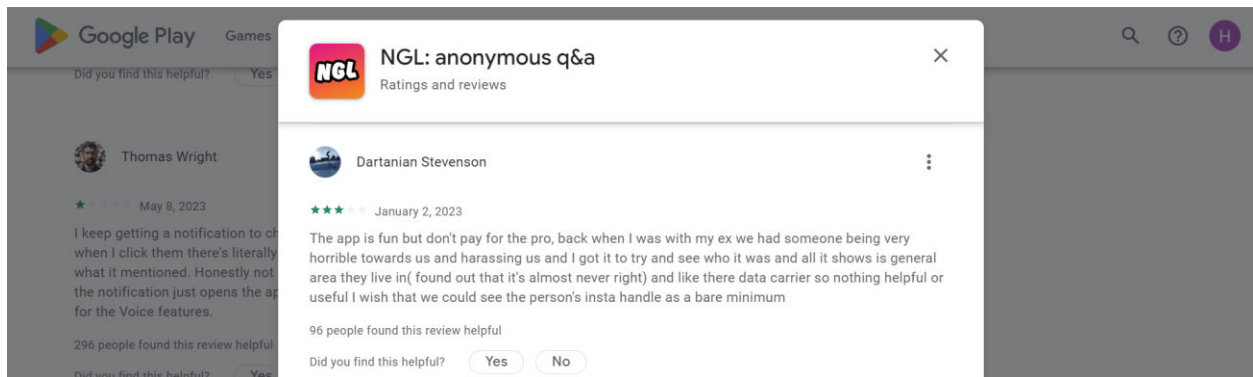 Google Play
Games
NGL
NGL: anonymous q&a
Ratings and reviews
H
Did you find this helpful?
Yes
Thomas Wright
May 8, 2023
I keep getting a notification to ch
when I click them there's literally
what it mentioned. Honestly not
the notification just opens the ap
for the Voice features.
296 people found this review helpful
Did you find this helpful?
Yes
Dartanian Stevenson
January 2, 2023
The app is fun but don't pay for the pro, back when I was with my ex we had someone being very
horrible towards us and harassing us and I got it to try and see who it was and all it shows is general
area they live in( found out that it's almost never right) and like there data carrier so nothing helpful or
useful I wish that we could see the person's insta handle as a bare minimum
96 people found this review helpful
Did you find this helpful?
Yes
No